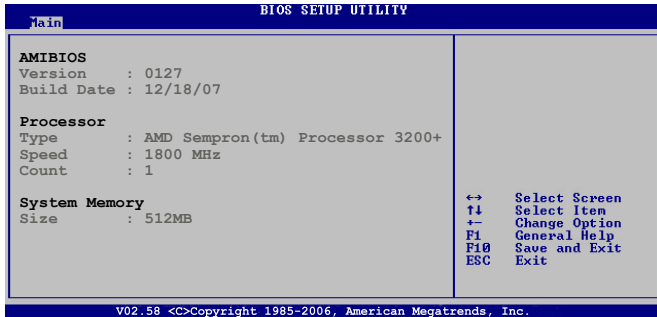 BIOS SETUP UTILITY
Main
AMIBIOS
Version : 0127
Build Date : 12/18/07
Processor
Type : AMD Sempron(tm) Processor 3200+
Speed : 1800 MHz
Count : 1
System Memory
Size : 512MB
↔ Select Screen
↑↓ Select Item
+- Change Option
F1 General Help
F10 Save and Exit
ESC Exit
V02.58 <C>Copyright 1985-2006, American Megatrends, Inc.